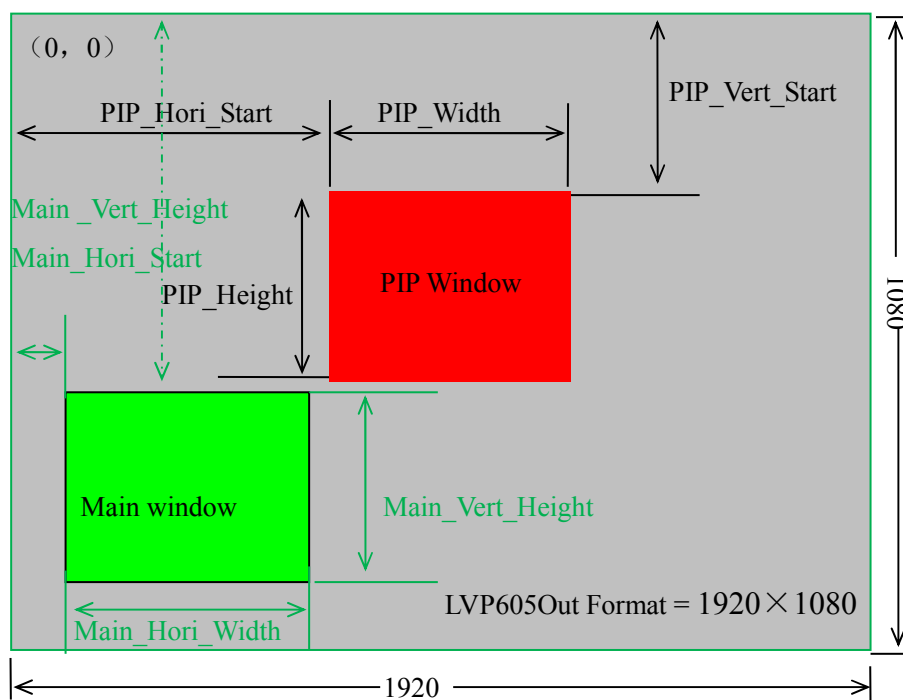 （0，0）
PIP_Hori_Start
PIP_Width
PIP_Vert_Start
Main _Vert_Height
Main_Hori_Start
PIP_Height
PIP Window
1080
Main window
Main_Vert_Height
LVP605Out Format = 1920×1080
Main_Hori_Width
1920